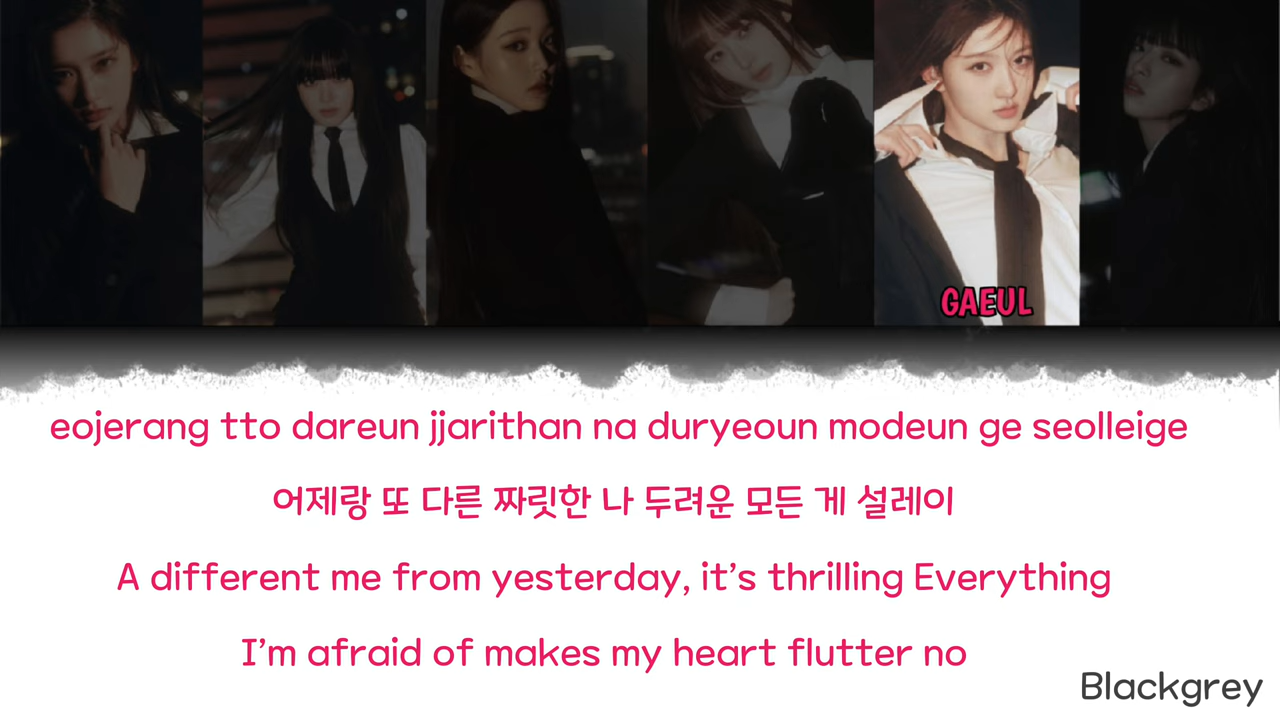 GAEUL
eojerang tto dareun jjarithan na duryeoun modeun ge seolleige
어제랑 또 다른 짜릿한 나 두려운 모든 게 설레이
A different me from yesterday, it's thrilling Everything
I'm afraid of makes my heart flutter no
Blackgrey